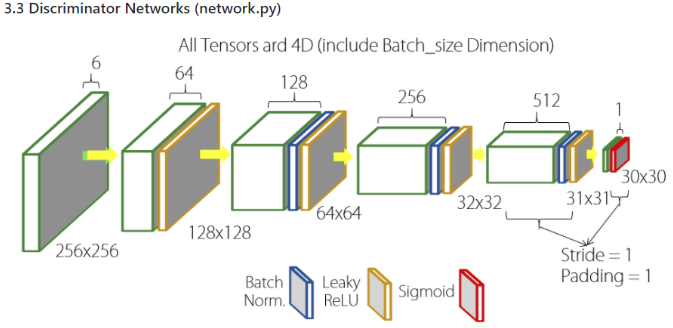 3.3 Discriminator Networks (network.py)
All Tensors ard 4D (include Batch_size Dimension)
6
64
128
256
512
1
256x256
128x128
64x64
32x32
31x31
30x30
Stride = 1
Padding = 1
Batch Norm.
Leaky ReLU
Sigmoid